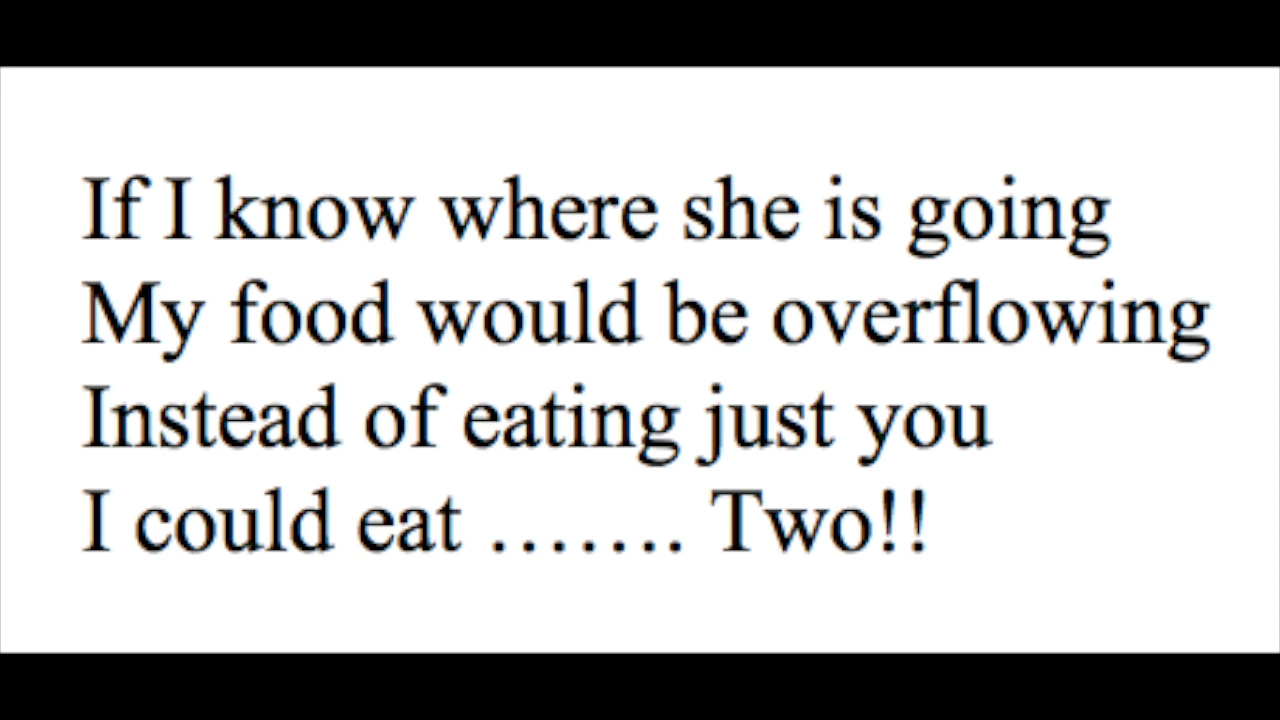 If I know where she is going
My food would be overflowing
Instead of eating just you
I could eat ....... Two!!